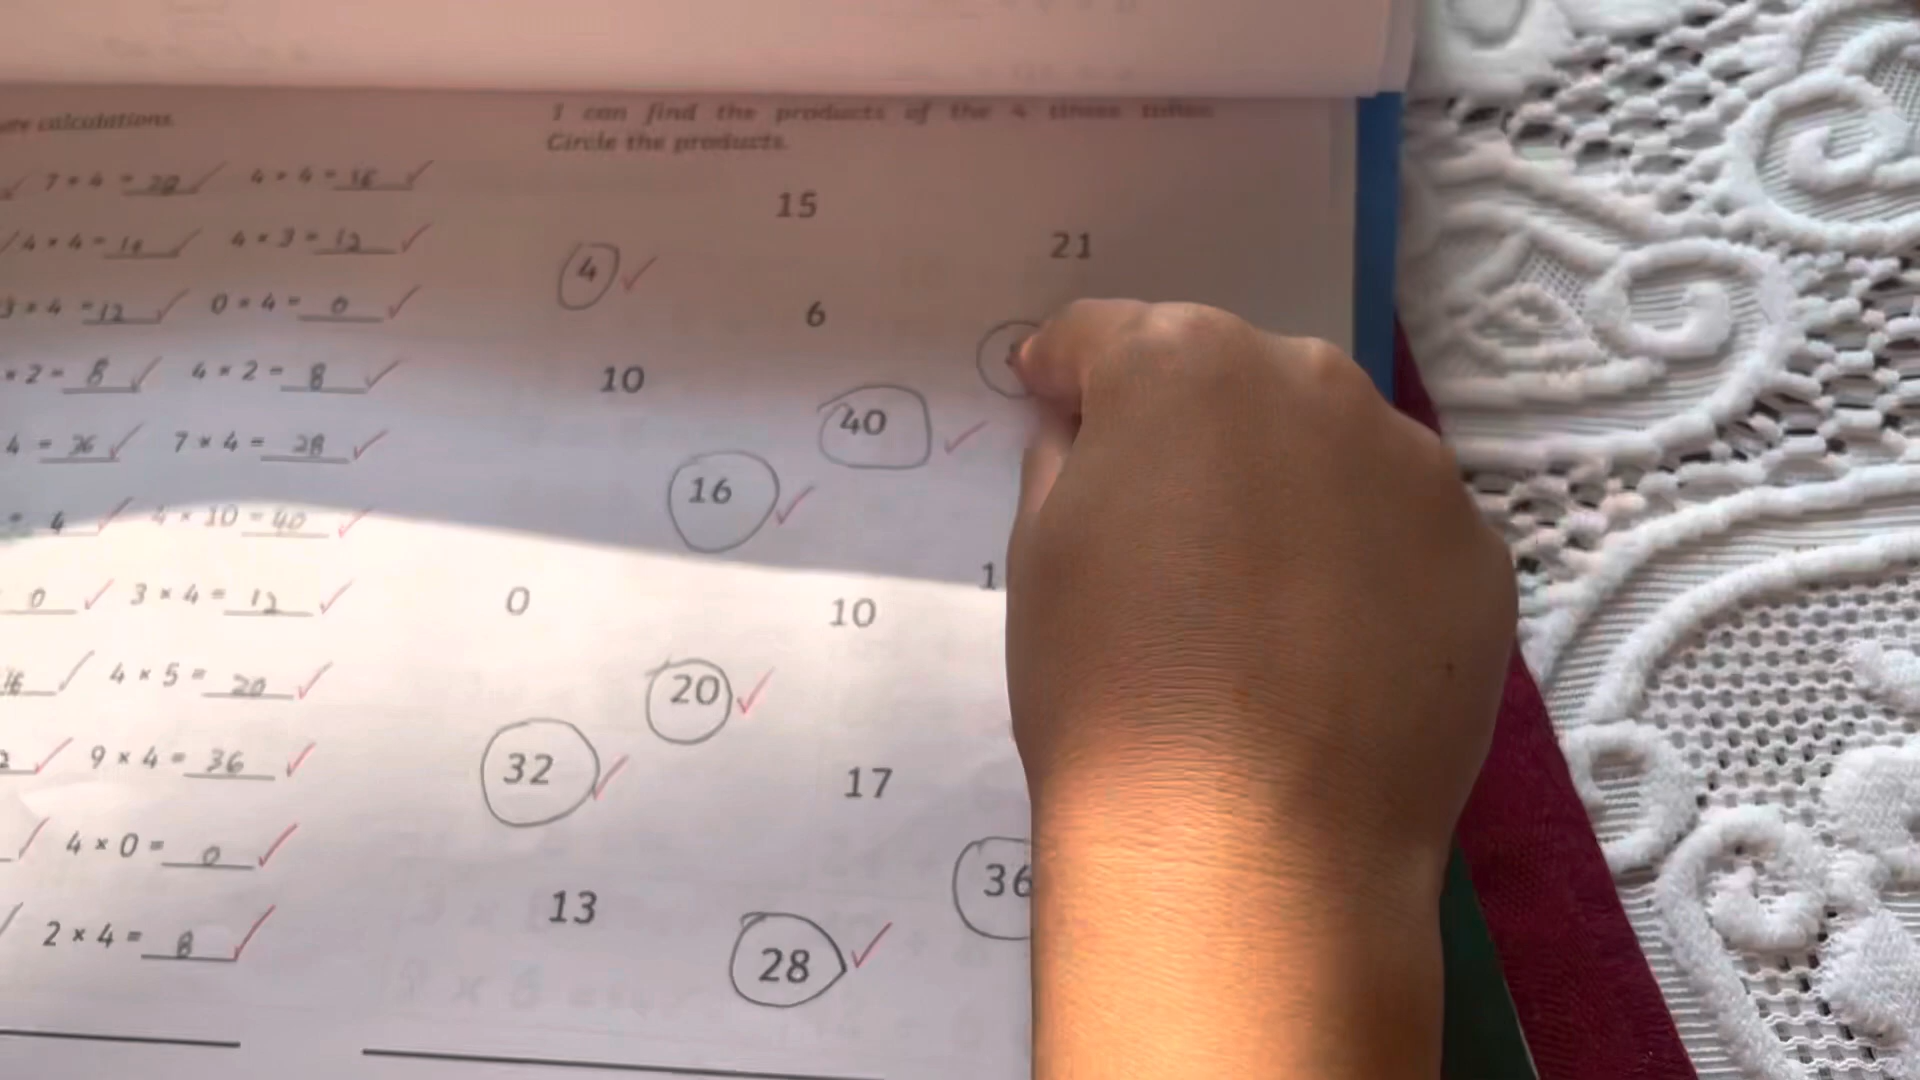 calculations.
7 × 4 = 28 4 × 4 = 16
4 × 4 = 16 4 × 3 = 12
3 × 4 = 12 0 × 4 = 0
× 2 = 8 4 × 2 = 8
4 = 36 7 × 4 = 28
= 4 4 × 10 = 40
0 3 × 4 = 12
16 4 × 5 = 20
2 9 × 4 = 36
4 × 0 = 0
2 × 4 = 8
I can find the products of the 4 times tables.
Circle the products.
15
21
4
6
10
40
16
1
0
10
20
32
17
36
13
28